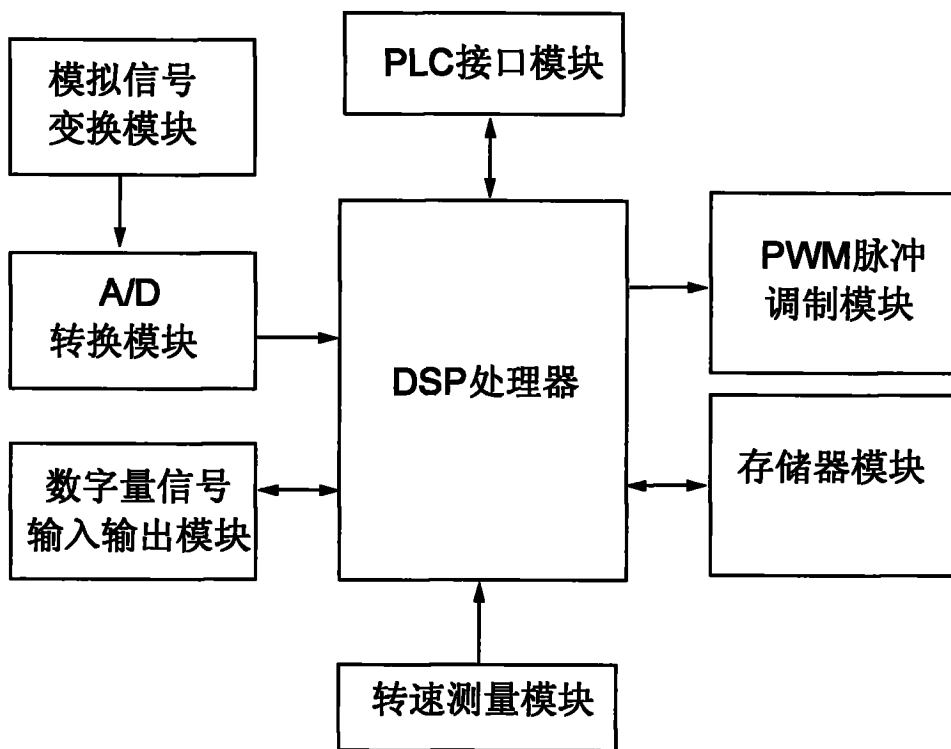 模拟信号
变换模块
PLC接口模块
A/D
转换模块
PWM脉冲
调制模块
DSP处理器
数字量信号
输入输出模块
存储器模块
转速测量模块